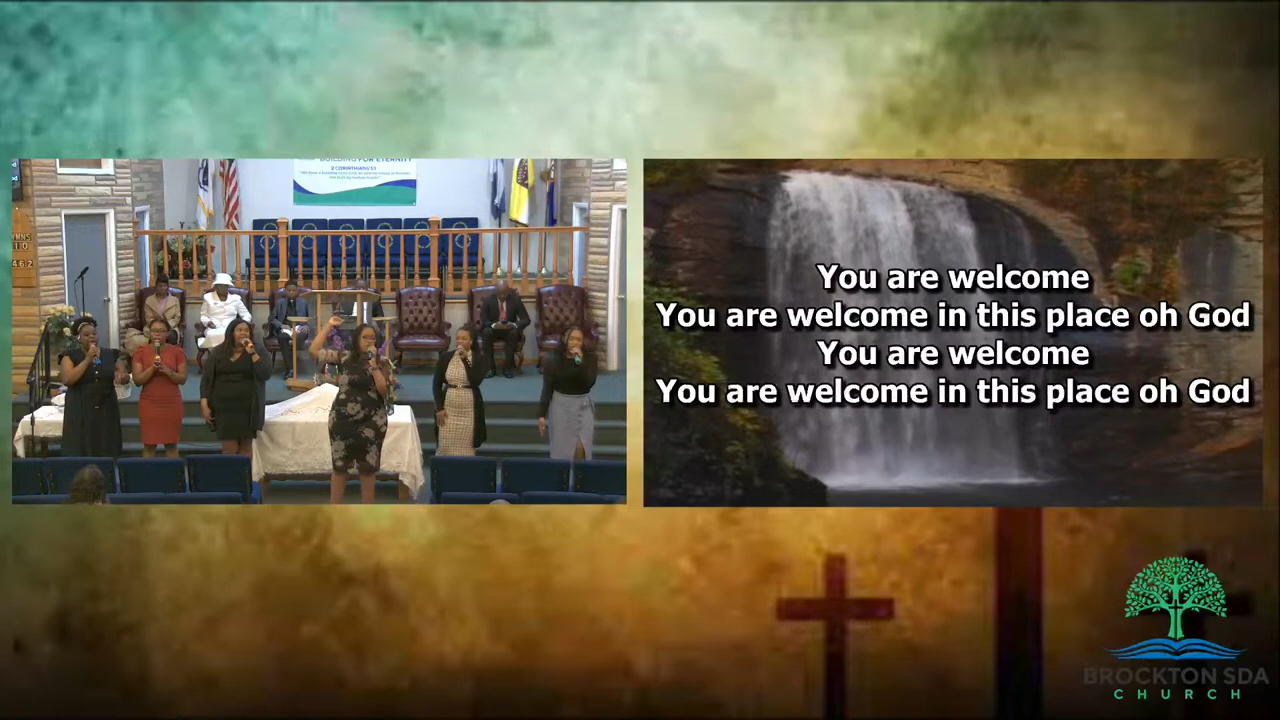 BUILDING FOR ETERNITY
2 CORINTHIANS 5:1
You are welcome
You are welcome in this place oh God
You are welcome
You are welcome in this place oh God
BROCKTON SDA
CHURCH